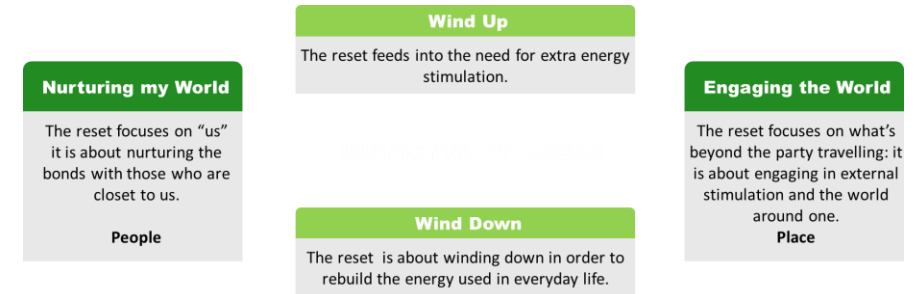 Wind Up
The reset feeds into the need for extra energy
stimulation.
Nurturing my World
The reset focuses on “us”
it is about nurturing the
bonds with those who are
closet to us.
People
Engaging the World
The reset focuses on what’s
beyond the party travelling: it
is about engaging in external
stimulation and the world
around one.
Place
Wind Down
The reset is about winding down in order to
rebuild the energy used in everyday life.